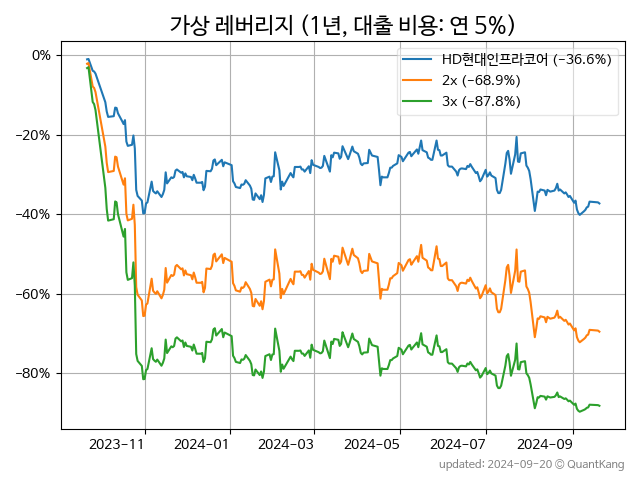 가상 레버리지 (1년, 대출 비용: 연 5%)
HD현대인프라코어 (−36.6%)
2x (−68.9%)
3x (−87.8%)
0%
−20%
−40%
−60%
−80%
2023-11 2024-01 2024-03 2024-05 2024-07 2024-09
updated: 2024-09-20 © QuantKang